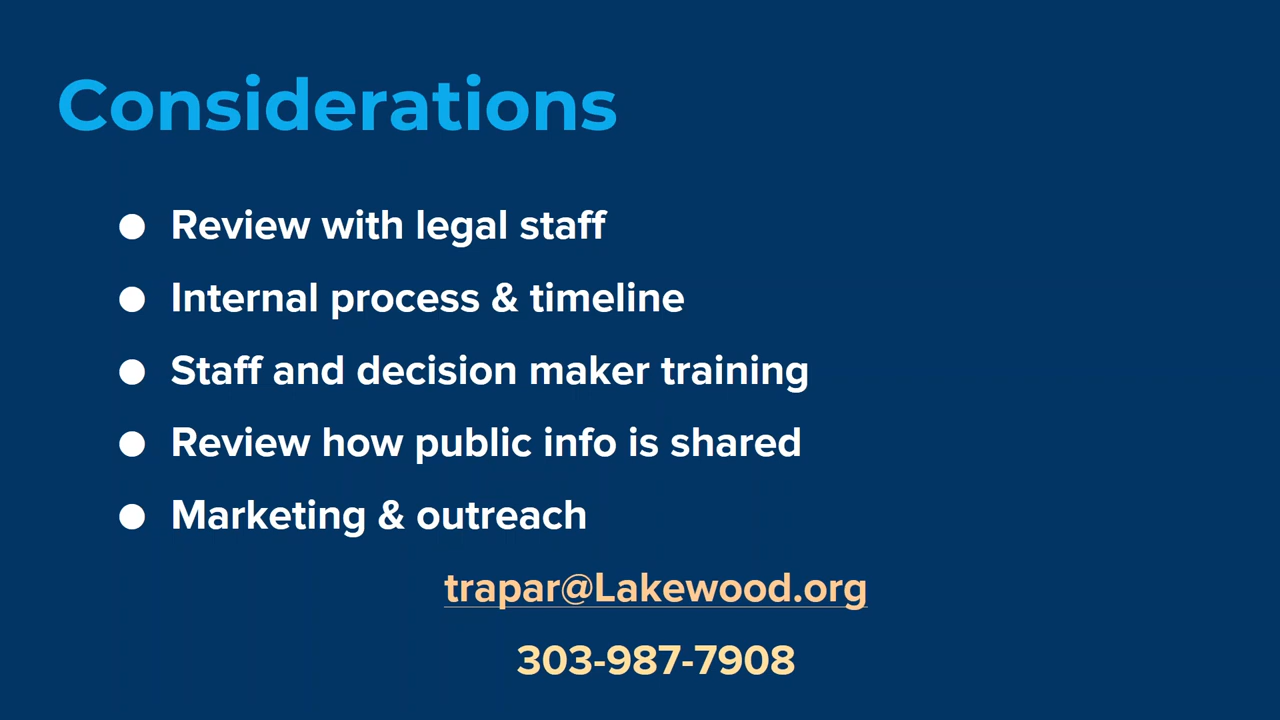 Considerations
● Review with legal staff
● Internal process & timeline
● Staff and decision maker training
● Review how public info is shared
● Marketing & outreach
trapar@Lakewood.org
303-987-7908